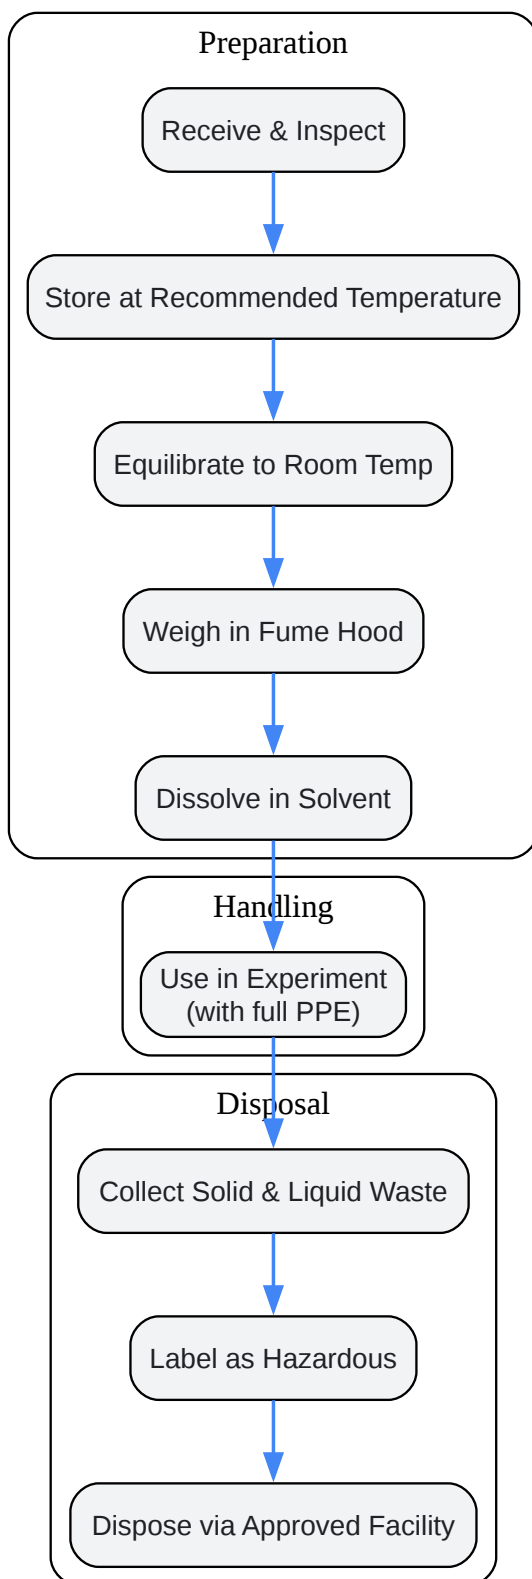 Preparation
Receive & Inspect
Store at Recommended Temperature
Equilibrate to Room Temp
Weigh in Fume Hood
Dissolve in Solvent
Handling
Use in Experiment
(with full PPE)
Disposal
Collect Solid & Liquid Waste
Label as Hazardous
Dispose via Approved Facility